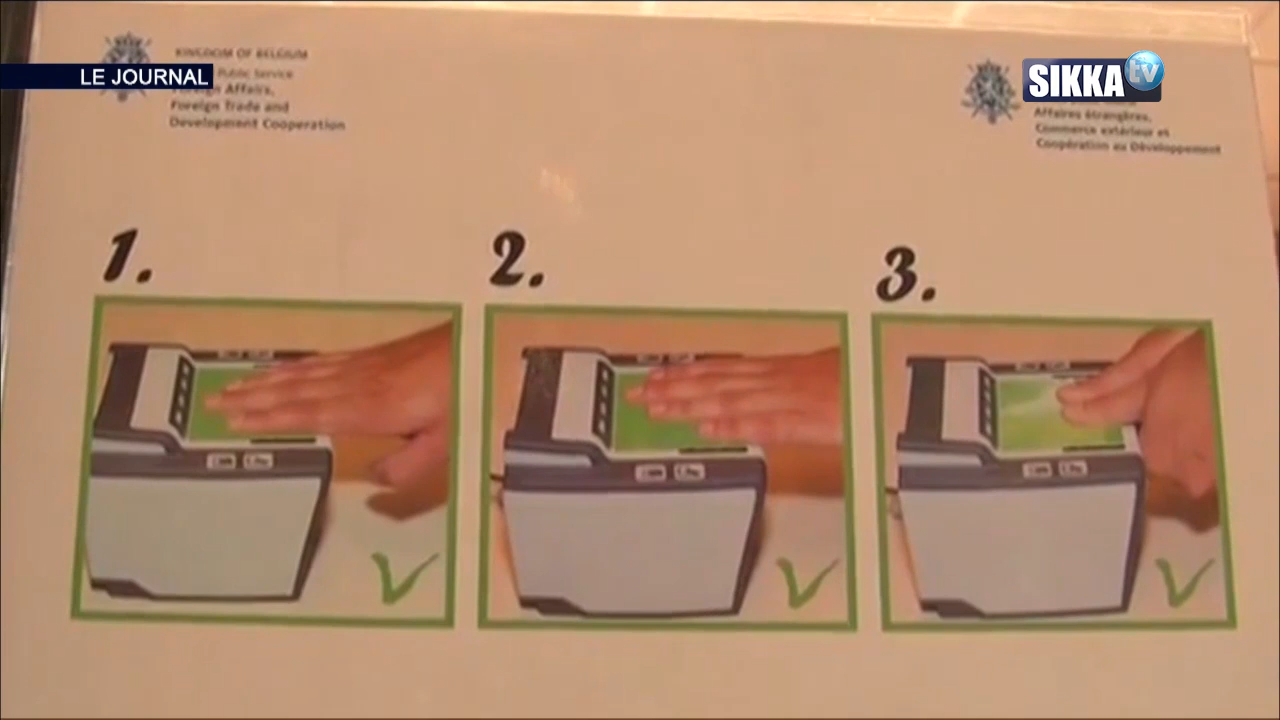 KINGDOM OF BELGIUM
Public Service
Foreign Affairs,
Foreign Trade and
Development Cooperation
LE JOURNAL
SIKKA tv
Affaires étrangères,
Commerce extérieur et
Coopération au Développement
1.
2.
3.